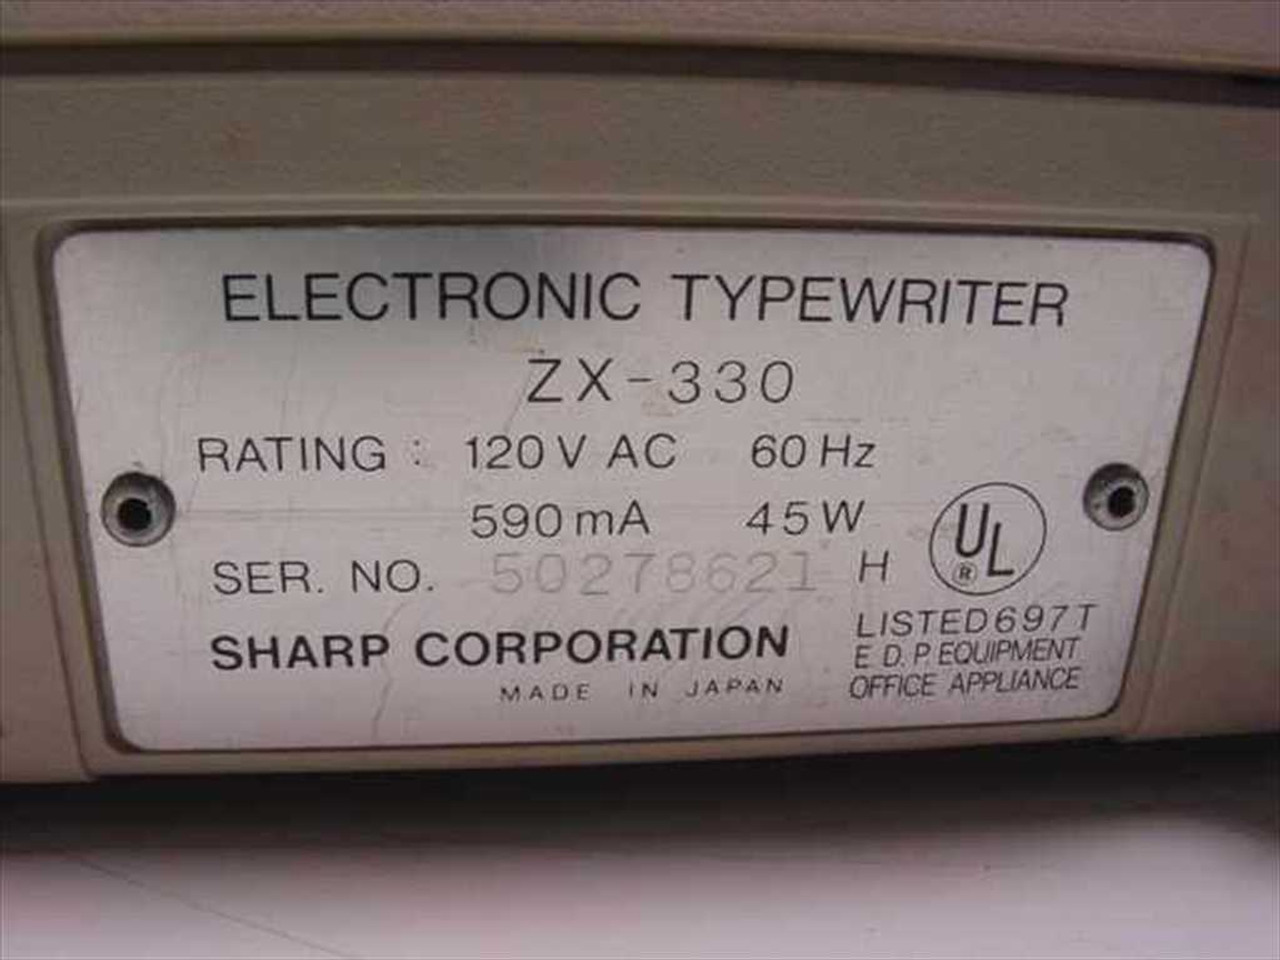 ELECTRONIC TYPEWRITER
ZX-330
RATING : 120 V AC 60 Hz
590 mA 45 W
SER. NO. 50278621 H
UL ®
SHARP CORPORATION
MADE IN JAPAN
LISTED 697T
E D. P. EQUIPMENT
OFFICE APPLIANCE